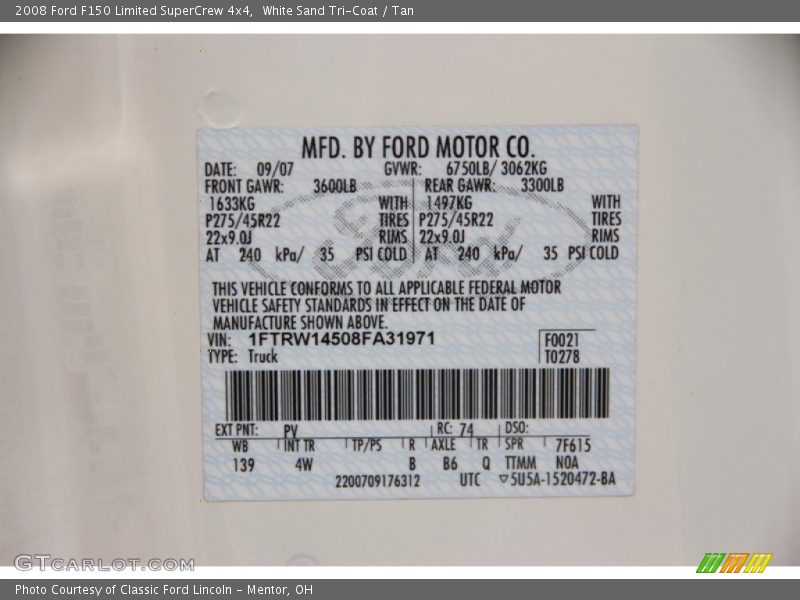 2008 Ford F150 Limited SuperCrew 4x4,  White Sand Tri-Coat / Tan
MFD. BY FORD MOTOR CO.
DATE: 09/07 GVWR: 6750LB/ 3062KG
FRONT GAWR: 3600LB REAR GAWR: 3300LB
1633KG WITH 1497KG WITH
P275/45R22 TIRES P275/45R22 TIRES
22x9.0J RIMS 22x9.0J RIMS
AT 240 kPa/ 35 PSI COLD AT 240 kPa/ 35 PSI COLD
Ford
THIS VEHICLE CONFORMS TO ALL APPLICABLE FEDERAL MOTOR
VEHICLE SAFETY STANDARDS IN EFFECT ON THE DATE OF
MANUFACTURE SHOWN ABOVE.
VIN: 1FTRW14508FA31971 F0021
TYPE: Truck T0278
EXT PNT: PV RC: 74 DSO:
WB INT TR TP/PS R AXLE TR SPR 7F615
139 4W B B6 Q TTMM NOA
2200709176312 UTC ▽5U5A-1520472-BA
GTCARLOT.COM
Photo Courtesy of Classic Ford Lincoln - Mentor, OH